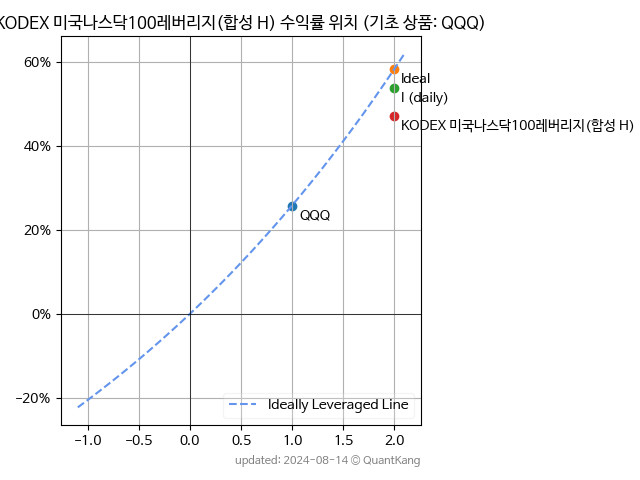 KODEX 미국나스닥100레버리지(합성 H) 수익률 위치 (기초 상품: QQQ)
60%
40%
20%
0%
−20%
Ideal
I (daily)
KODEX 미국나스닥100레버리지(합성 H)
QQQ
Ideally Leveraged Line
−1.0 −0.5 0.0 0.5 1.0 1.5 2.0
updated: 2024-08-14 © QuantKang